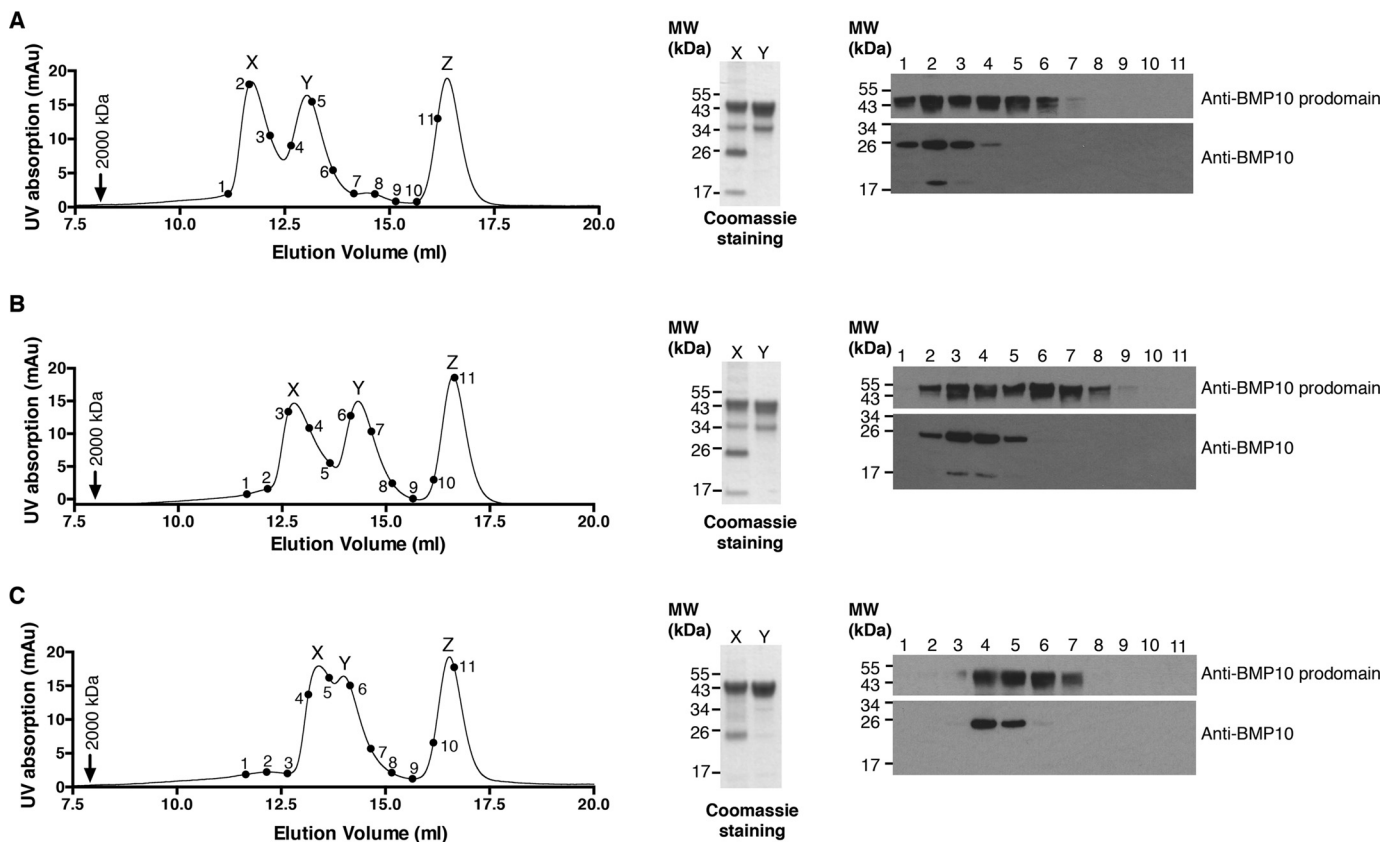 A
UV absorption (mAu)
20
15
10
5
0
2000 kDa
X
Y
Z
1
2
3
4
5
6
7
8
9
10
11
7.5 10.0 12.5 15.0 17.5 20.0
Elution Volume (ml)
MW
(kDa)
X Y
55
43
34
26
17
Coomassie
staining
MW
(kDa)
1 2 3 4 5 6 7 8 9 10 11
55
43
34
26
17
Anti-BMP10 prodomain
Anti-BMP10
B
UV absorption (mAu)
20
15
10
5
0
2000 kDa
X
Y
Z
1
2
3
4
5
6
7
8
9
10
11
7.5 10.0 12.5 15.0 17.5 20.0
Elution Volume (ml)
MW
(kDa)
X Y
55
43
34
26
17
Coomassie
staining
MW
(kDa)
1 2 3 4 5 6 7 8 9 10 11
55
43
34
26
17
Anti-BMP10 prodomain
Anti-BMP10
C
UV absorption (mAu)
20
15
10
5
0
2000 kDa
X
Y
Z
1
2
3
4
5
6
7
8
9
10
11
7.5 10.0 12.5 15.0 17.5 20.0
Elution Volume (ml)
MW
(kDa)
X Y
55
43
34
26
17
Coomassie
staining
MW
(kDa)
1 2 3 4 5 6 7 8 9 10 11
55
43
34
26
17
Anti-BMP10 prodomain
Anti-BMP10